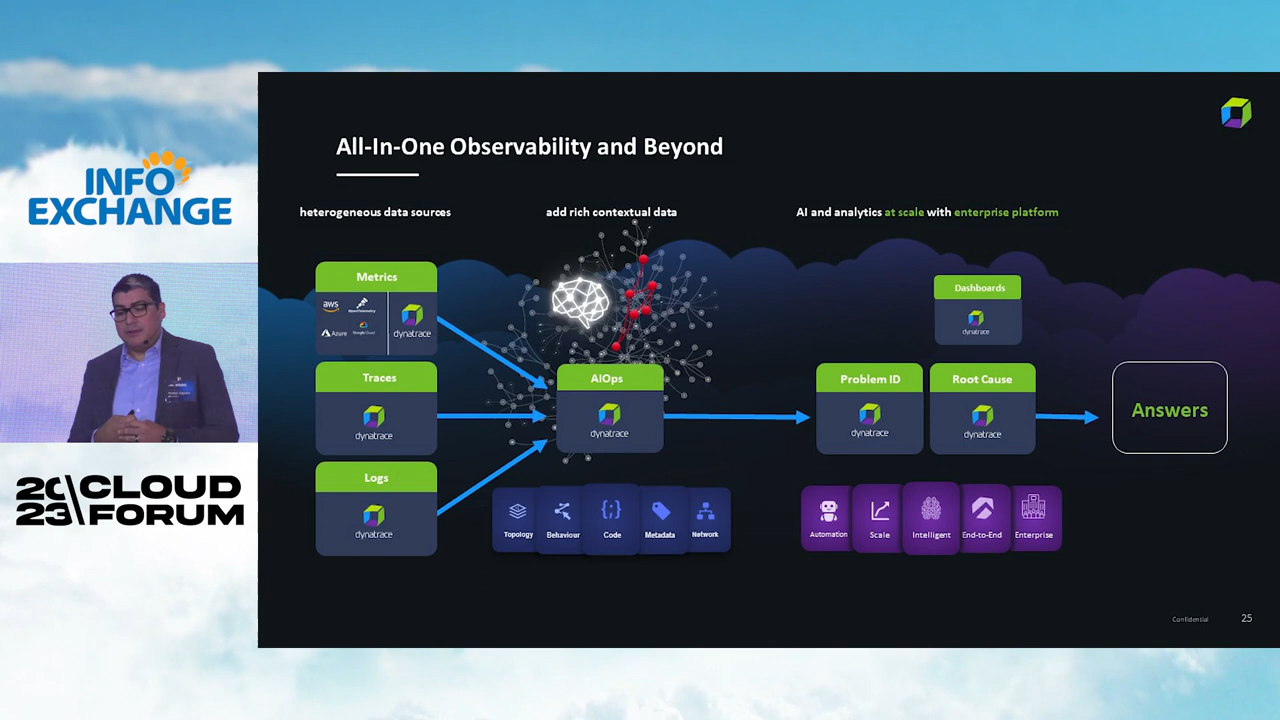 INFO
EXCHANGE
20\CLOUD
23\FORUM
All-In-One Observability and Beyond
heterogeneous data sources
add rich contextual data
AI and analytics at scale with enterprise platform
Metrics
aws
OpenTelemetry
Azure
Google Cloud
dynatrace
Traces
dynatrace
Logs
dynatrace
AIOps
dynatrace
Topology
Behaviour
Code
Metadata
Network
Dashboards
dynatrace
Problem ID
dynatrace
Root Cause
dynatrace
Answers
Automation
Scale
Intelligent
End-to-End
Enterprise
Confidential
25